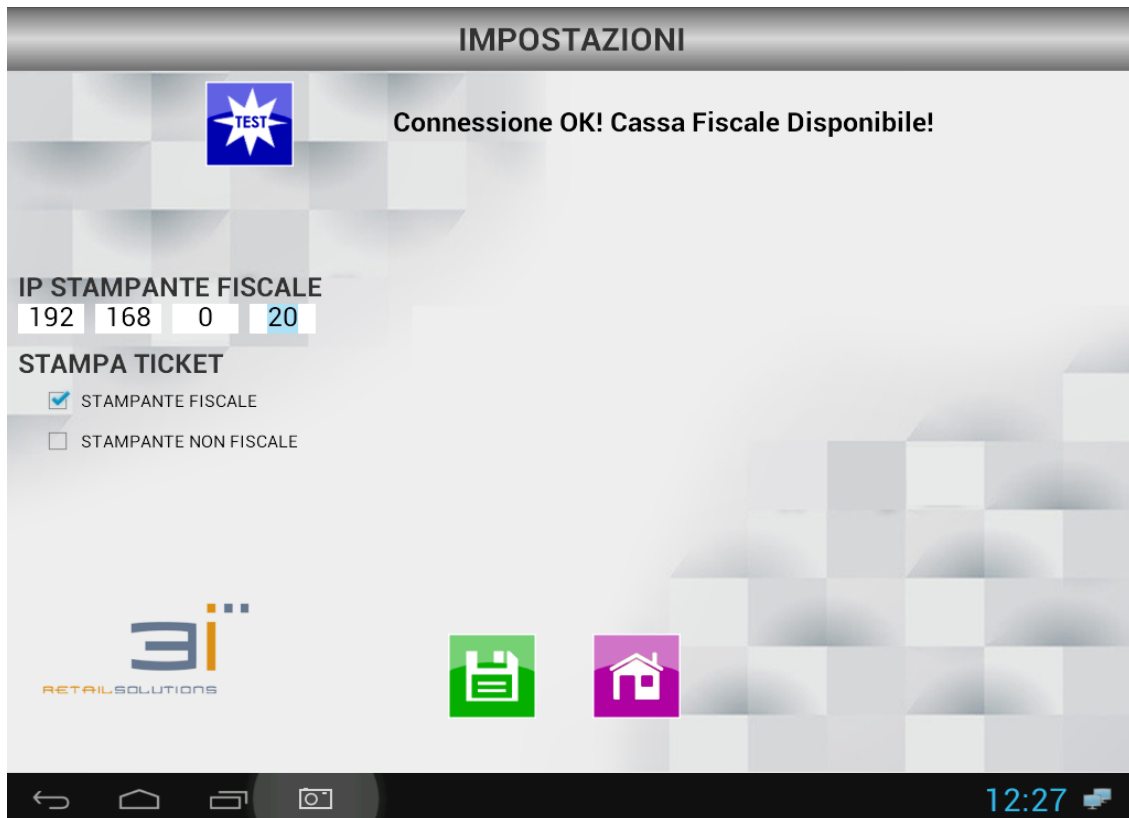 IMPOSTAZIONI
TEST
Connessione OK! Cassa Fiscale Disponibile!
IP STAMPANTE FISCALE
192 168 0 20
STAMPA TICKET
STAMPANTE FISCALE
STAMPANTE NON FISCALE
3i
RETAILSOLUTIONS
12:27